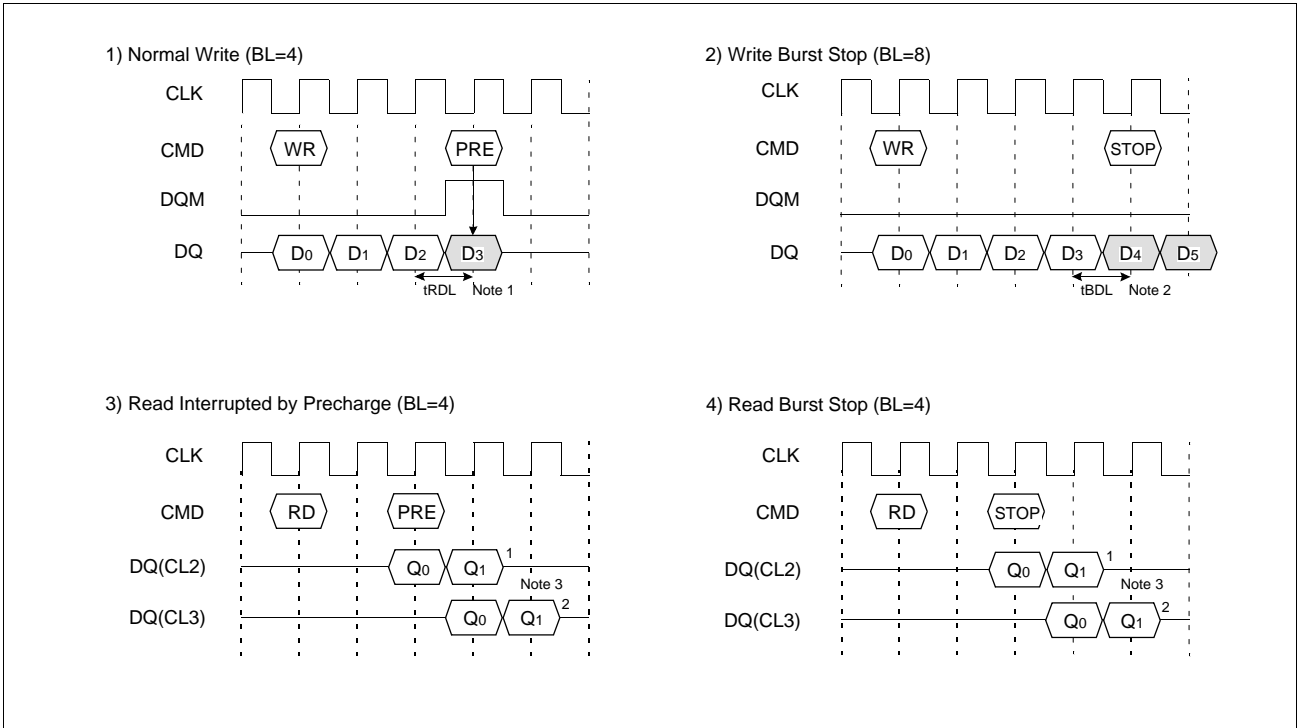 1) Normal Write (BL=4)
CLK
CMD
WR
PRE
DQM
DQ
D0
D1
D2
D3
tRDL
Note 1
2) Write Burst Stop (BL=8)
CLK
CMD
WR
STOP
DQM
DQ
D0
D1
D2
D3
D4
D5
tBDL
Note 2
3) Read Interrupted by Precharge (BL=4)
CLK
CMD
RD
PRE
DQ(CL2)
Q0
Q1
1
Note 3
DQ(CL3)
Q0
Q1
2
4) Read Burst Stop (BL=4)
CLK
CMD
RD
STOP
DQ(CL2)
Q0
Q1
1
Note 3
DQ(CL3)
Q0
Q1
2